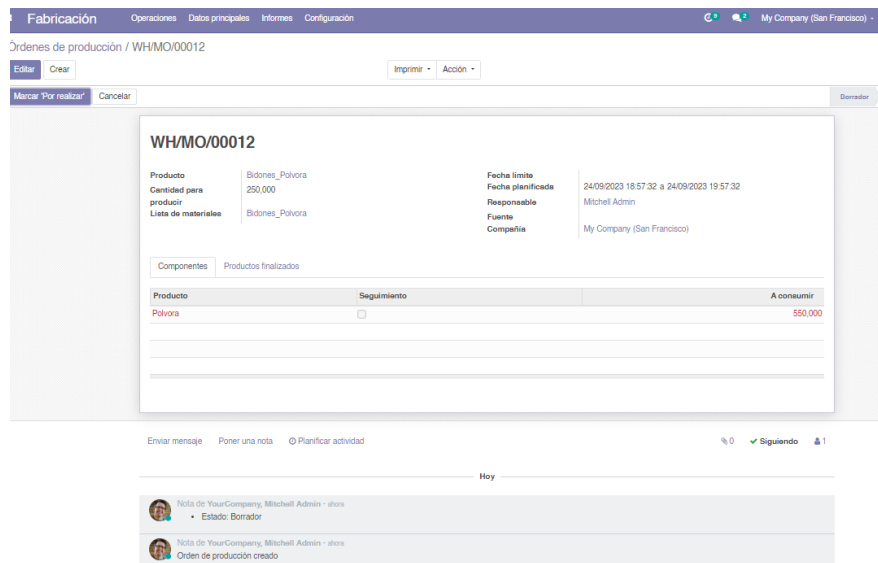 Fabricación Operaciones Datos principales Informes Configuración 9 2 My Company (San Francisco)
Órdenes de producción / WH/MO/00012
Editar Crear Imprimir Acción
Marcar 'Por realizar' Cancelar Borrador
WH/MO/00012
Producto Bidones_Polvora
Cantidad para producir 250,000
Lista de materiales Bidones_Polvora
Fecha límite
Fecha planificada 24/09/2023 18:57:32 a 24/09/2023 19:57:32
Responsable Mitchell Admin
Fuente
Compañía My Company (San Francisco)
Componentes Productos finalizados
Producto Seguimiento A consumir
Polvora 550,000
Enviar mensaje Poner una nota Planificar actividad 0 Siguiendo 1
Hoy
Nota de YourCompany, Mitchell Admin - ahora
• Estado: Borrador
Nota de YourCompany, Mitchell Admin - ahora
Orden de producción creado